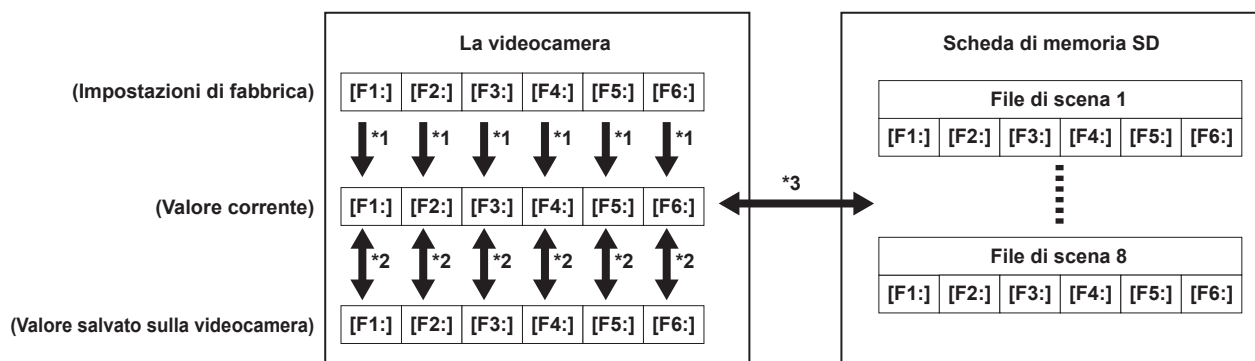 La videocamera
Scheda di memoria SD
(Impostazioni di fabbrica) [F1:] [F2:] [F3:] [F4:] [F5:] [F6:]
File di scena 1
[F1:] [F2:] [F3:] [F4:] [F5:] [F6:]
*1 *1 *1 *1 *1 *1
*3
(Valore corrente) [F1:] [F2:] [F3:] [F4:] [F5:] [F6:]
*2 *2 *2 *2 *2 *2
File di scena 8
[F1:] [F2:] [F3:] [F4:] [F5:] [F6:]
(Valore salvato sulla videocamera) [F1:] [F2:] [F3:] [F4:] [F5:] [F6:]